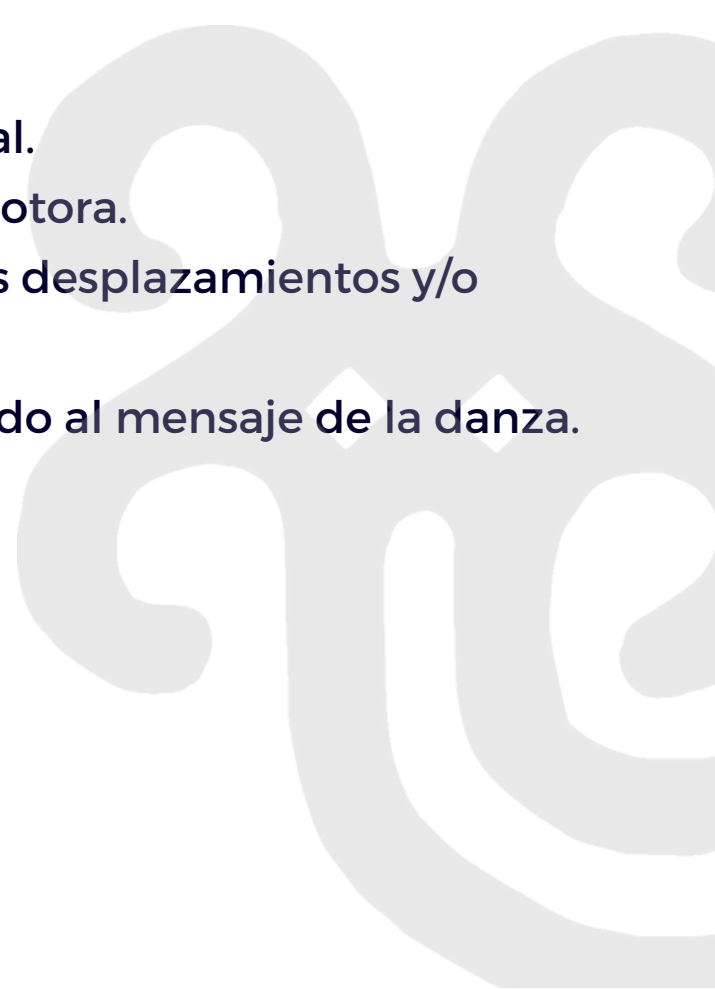 al.
otora.
s desplazamientos y/o
do al mensaje de la danza.